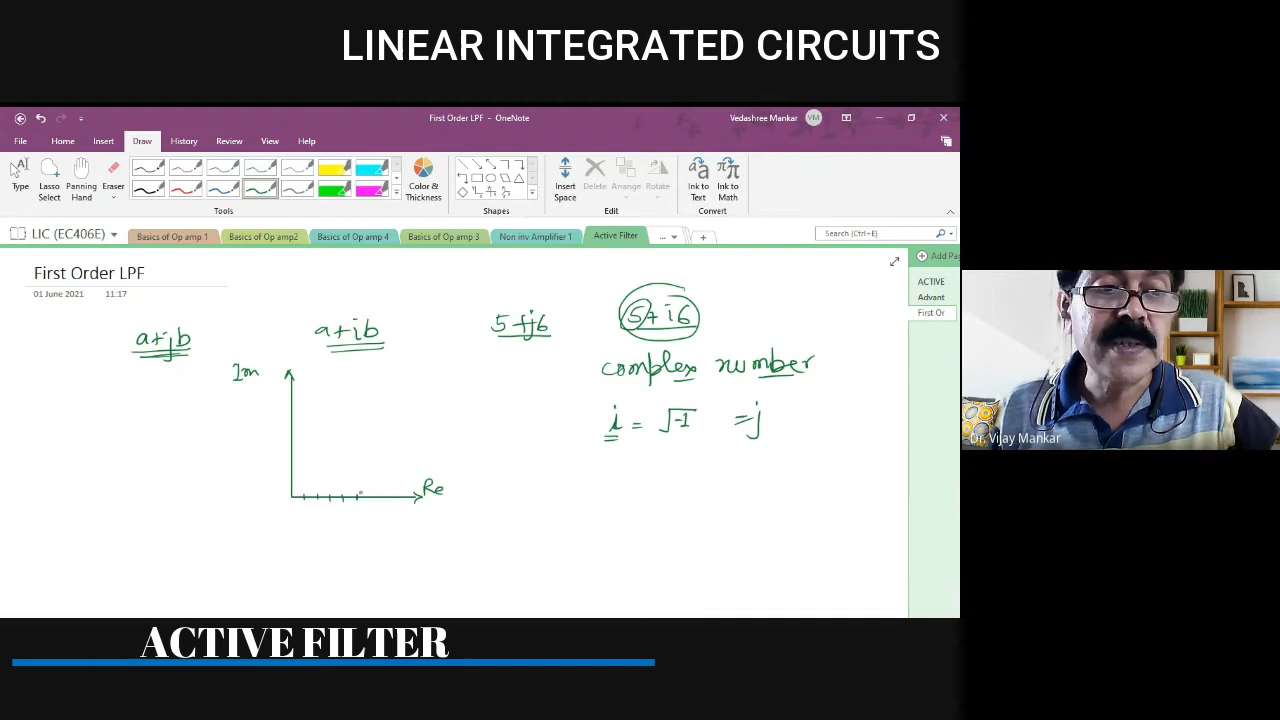 LINEAR INTEGRATED CIRCUITS
First Order LPF - OneNote
Vedashree Mankar VM
File Home Insert Draw History Review View Help
Type Lasso Select Panning Hand Eraser Color & Thickness Insert Space Delete Arrange Rotate Ink to Text Ink to Math
Tools Shapes Edit Convert
LIC (EC406E) Basics of Op amp 1 Basics of Op amp2 Basics of Op amp 4 Basics of Op amp 3 Non inv Amplifier 1 Active Filter ... + Search (Ctrl+E)
Add Pag
ACTIVE
Advant
First Or
First Order LPF
01 June 2021 11:17
a+jb a+ib 5+j6 5+i6
Im
complex number
i = √-1 =j
Re
Dr. Vijay Mankar
ACTIVE FILTER